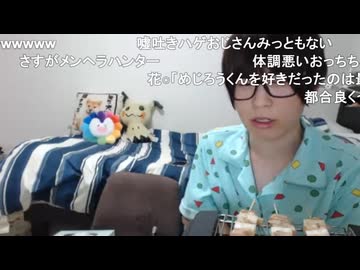 wwwww
嘘吐きハゲおじさんみっともない
さすがメンヘラハンター
体調悪いおっちち
花○「めじろうくんを好きだったのは最
都合良くて